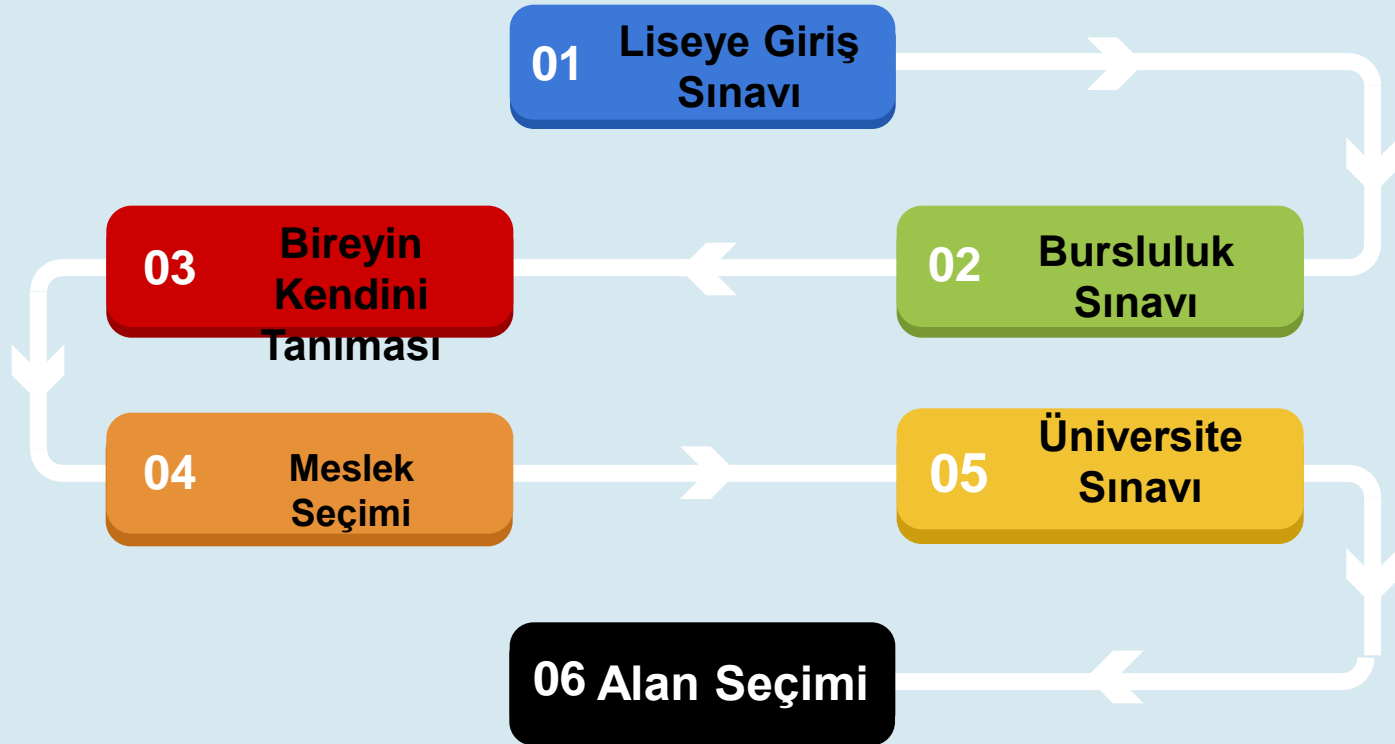 01 Liseye Giriş
Sınavı
02 Bursluluk
Sınavı
03 Bireyin
Kendini
Tanıması
04 Meslek
Seçimi
05 Üniversite
Sınavı
06 Alan Seçimi